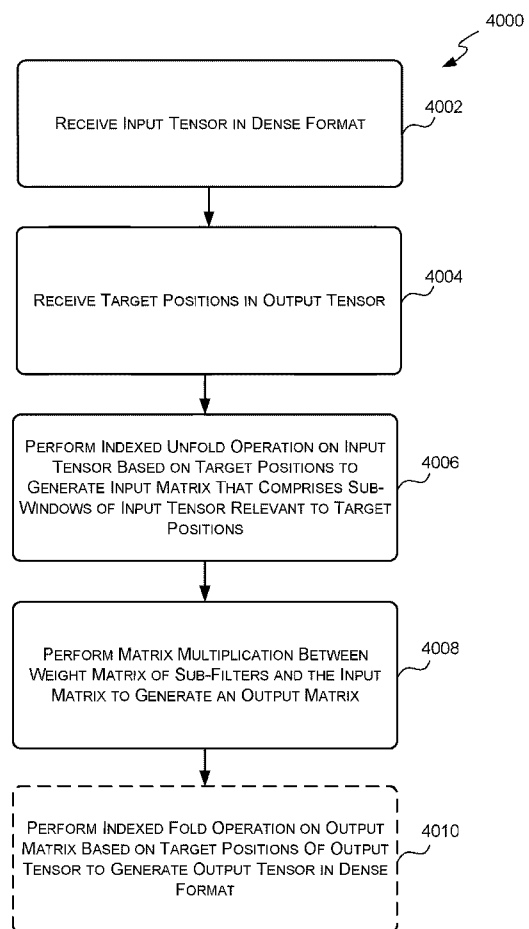 4000
RECEIVE INPUT TENSOR IN DENSE FORMAT
4002
RECEIVE TARGET POSITIONS IN OUTPUT TENSOR
4004
PERFORM INDEXED UNFOLD OPERATION ON INPUT
TENSOR BASED ON TARGET POSITIONS TO
GENERATE INPUT MATRIX THAT COMPRISES SUB-
WINDOWS OF INPUT TENSOR RELEVANT TO TARGET
POSITIONS
4006
PERFORM MATRIX MULTIPLICATION BETWEEN
WEIGHT MATRIX OF SUB-FILTERS AND THE INPUT
MATRIX TO GENERATE AN OUTPUT MATRIX
4008
PERFORM INDEXED FOLD OPERATION ON OUTPUT
MATRIX BASED ON TARGET POSITIONS OF OUTPUT
TENSOR TO GENERATE OUTPUT TENSOR IN DENSE
FORMAT
4010